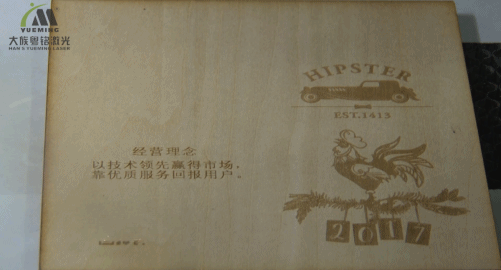 YUEMING
大族粤铭激光
HAN'S YUEMING LASER
HIPSTER
EST.1413
经营理念
以技术领先赢得市场，
靠优质服务回报用户。
2017